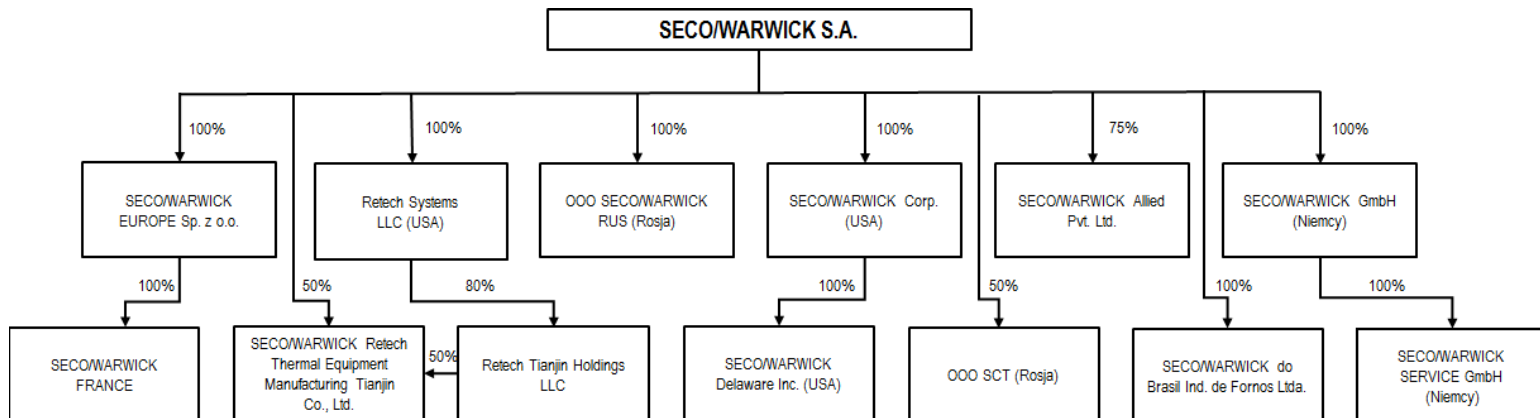 SECO/WARWICK S.A.
100%
100%
100%
100%
75%
100%
SECO/WARWICK
EUROPE Sp. z o.o.
Retech Systems
LLC (USA)
OOO SECO/WARWICK
RUS (Rosja)
SECO/WARWICK Corp.
(USA)
SECO/WARWICK Allied
Pvt. Ltd.
SECO/WARWICK GmbH
(Niemcy)
100%
50%
80%
100%
50%
100%
100%
SECO/WARWICK
FRANCE
SECO/WARWICK Retech
Thermal Equipment
Manufacturing Tianjin
Co., Ltd.
50%
Retech Tianjin Holdings
LLC
SECO/WARWICK
Delaware Inc. (USA)
OOO SCT (Rosja)
SECO/WARWICK do
Brasil Ind. de Fornos Ltda.
SECO/WARWICK
SERVICE GmbH
(Niemcy)